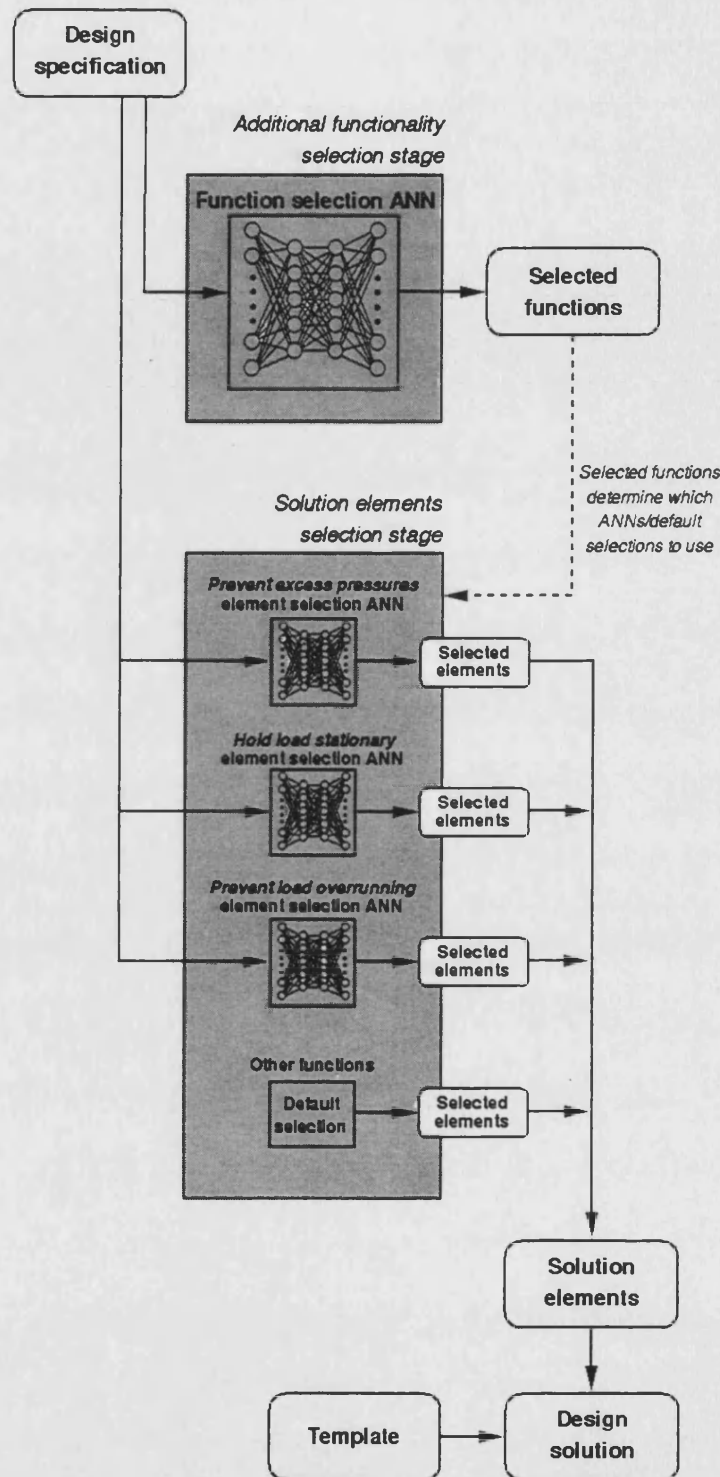 Design
specification
Additional functionality
selection stage
Function selection ANN
Selected
functions
Selected functions
determine which
ANNs/default
selections to use
Solution elements
selection stage
Prevent excess pressures
element selection ANN
Selected
elements
Hold load stationary
element selection ANN
Selected
elements
Prevent load overrunning
element selection ANN
Selected
elements
Other functions
Default
selection
Selected
elements
Solution
elements
Template
Design
solution